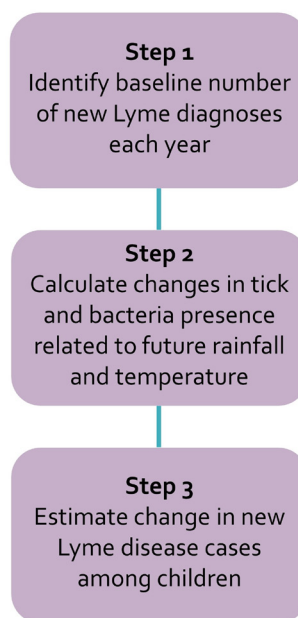 Step 1
Identify baseline number
of new Lyme diagnoses
each year
Step 2
Calculate changes in tick
and bacteria presence
related to future rainfall
and temperature
Step 3
Estimate change in new
Lyme disease cases
among children